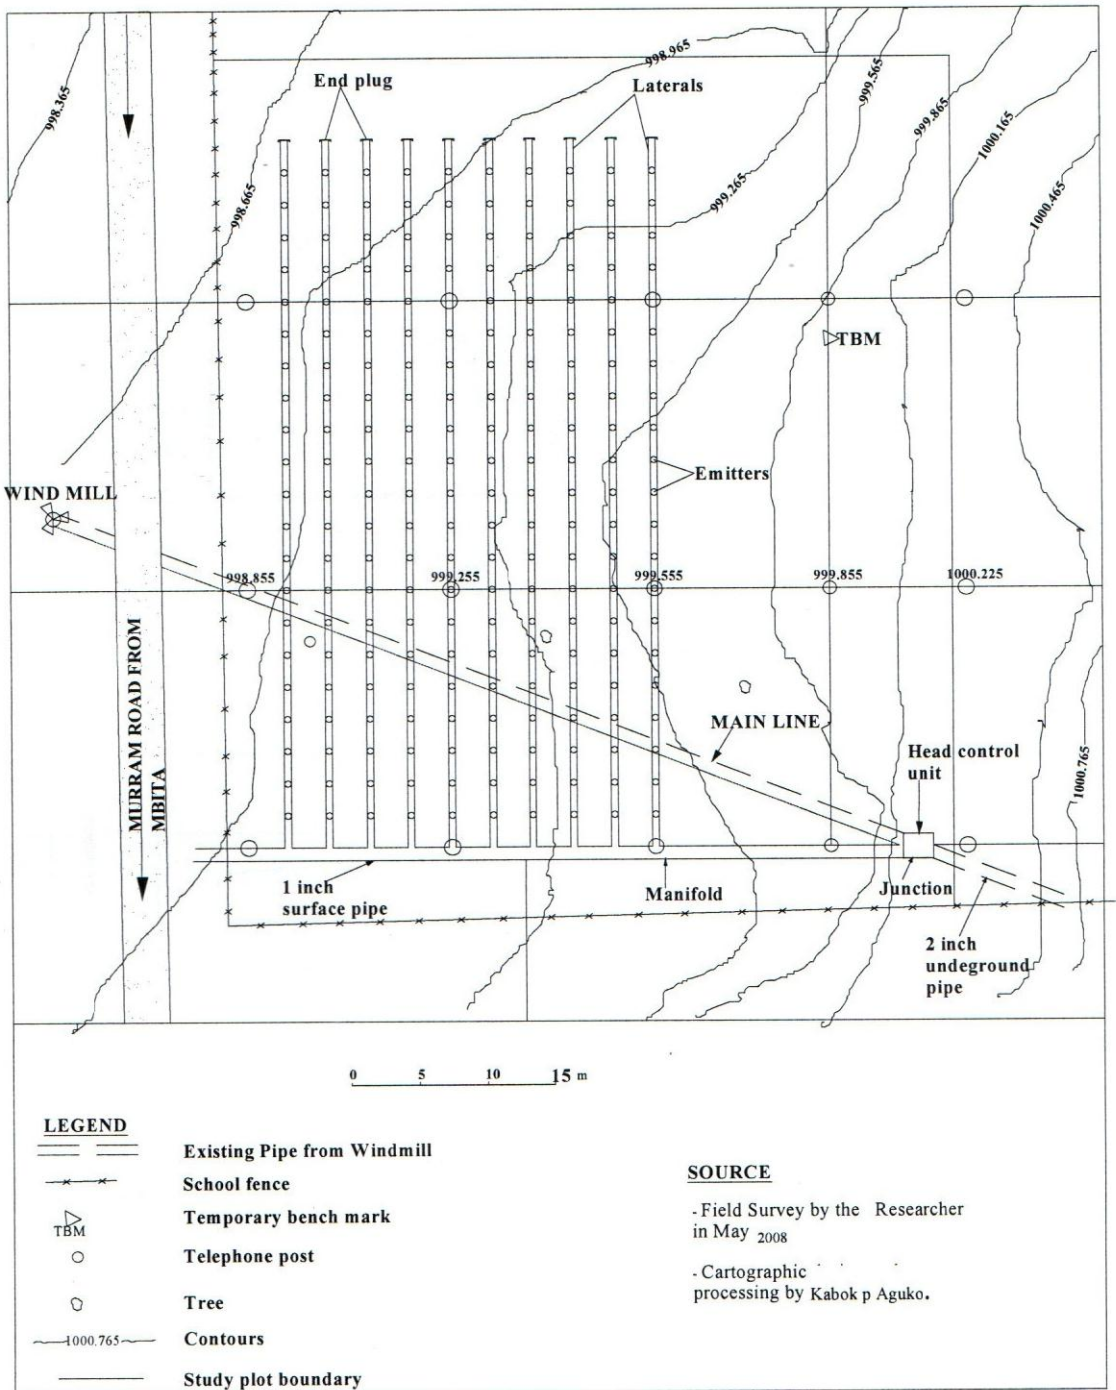 998.365
998.665
998.965
999.265
999.565
999.865
1000.165
1000.465
End plug
Laterals
TBM
Emitters
WIND MILL
998.855
999.255
999.555
999.855
1000.225
MURRAM ROAD FROM
MBITA
MAIN LINE
Head control
unit
1000.765
1 inch
surface pipe
Manifold
Junction
2 inch
undeground
pipe
0 5 10 15 m
LEGEND
Existing Pipe from Windmill
School fence
TBM
Temporary bench mark
Telephone post
Tree
1000.765
Contours
Study plot boundary
SOURCE
- Field Survey by the Researcher
in May 2008
- Cartographic
processing by Kabok p Aguko.